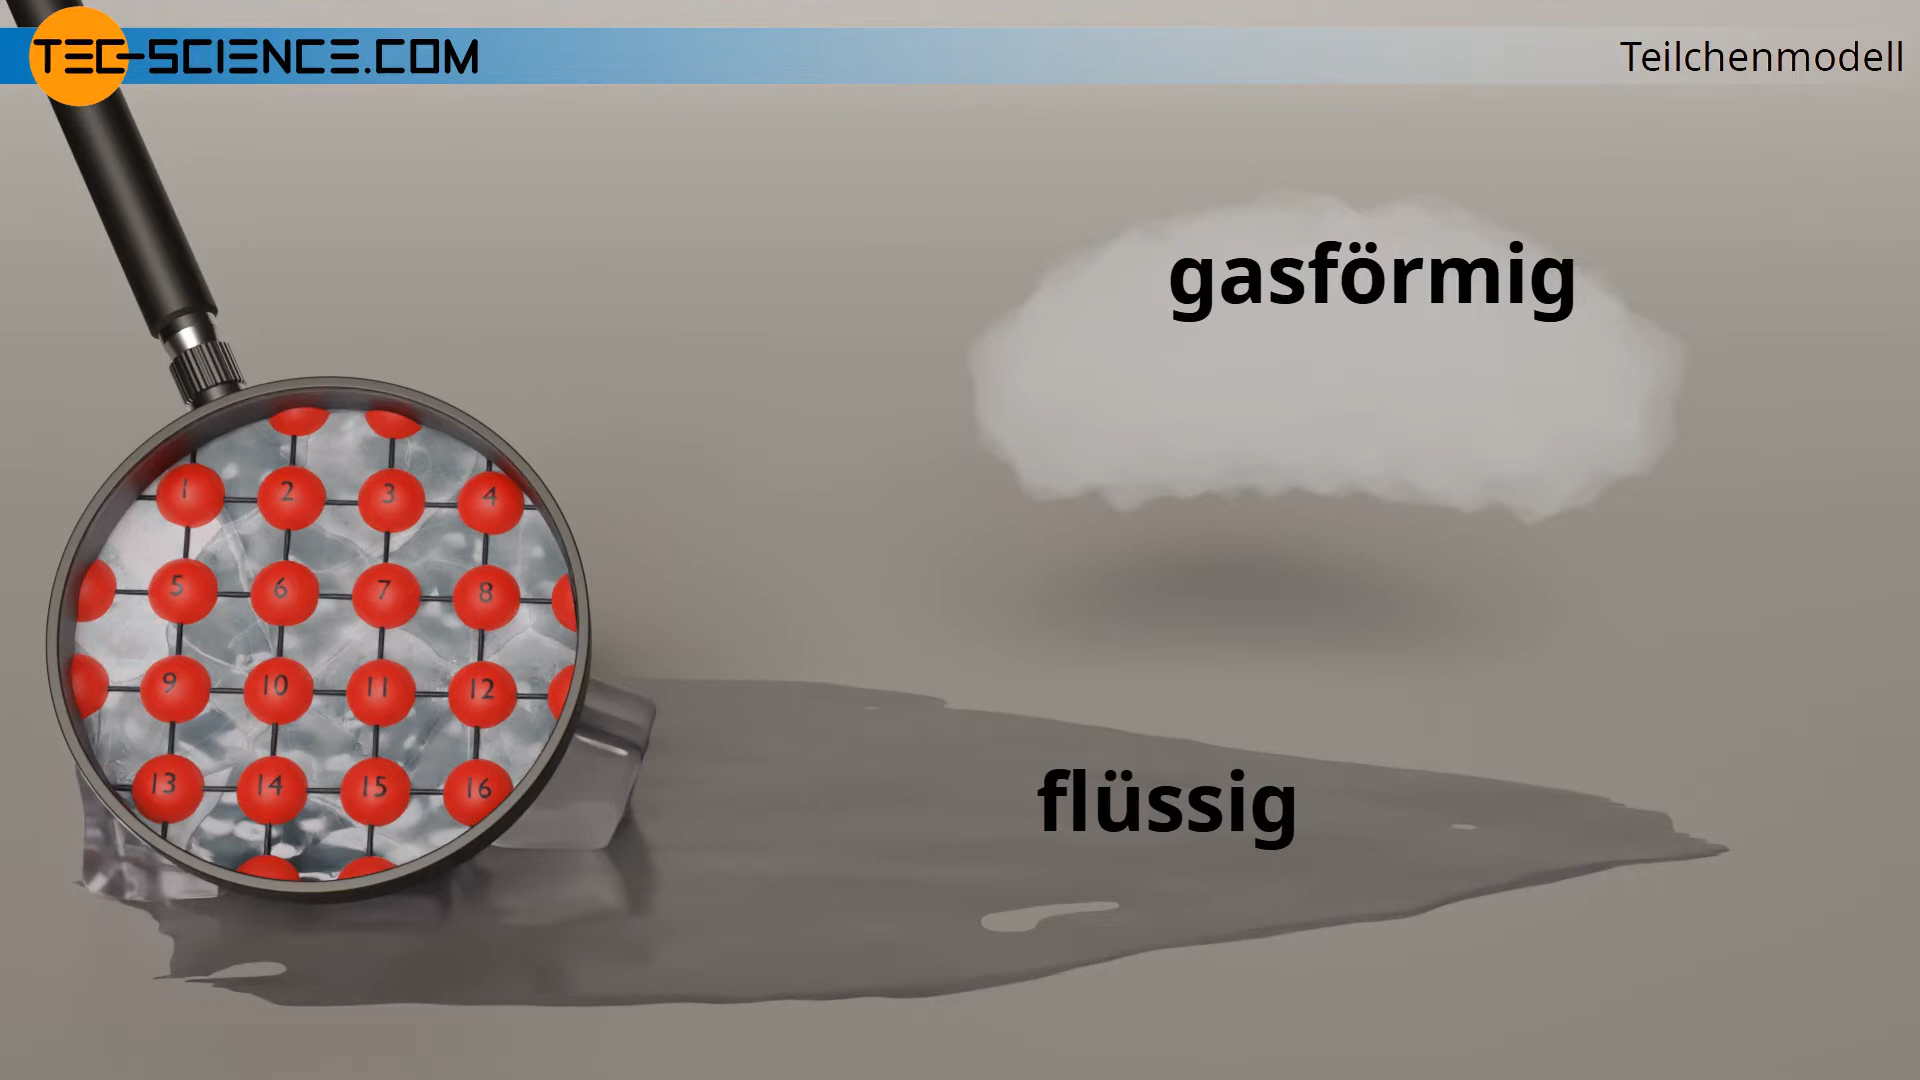 TEC-SCIENCE.COM
Teilchenmodell
gasförmig
1 2 3 4
5 6 7 8
9 10 11 12
13 14 15 16
flüssig